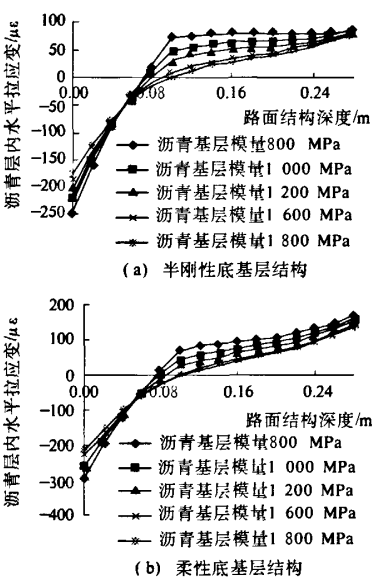 沥青层内水平拉应变/με
100
50
0
-50
-100
-150
-200
-250
0.00
0.08
0.16
0.24
路面结构深度/m
沥青基层模量800 MPa
沥青基层模量1 000 MPa
沥青基层模量1 200 MPa
沥青基层模量1 600 MPa
沥青基层模量1 800 MPa
(a) 半刚性底基层结构
沥青层内水平拉应变/με
200
100
0
-100
-200
-300
-400
0.00
0.08
0.16
0.24
路面结构深度/m
沥青基层模量800 MPa
沥青基层模量1 000 MPa
沥青基层模量1 200 MPa
沥青基层模量1 600 MPa
沥青基层模量1 800 MPa
(b) 柔性底基层结构